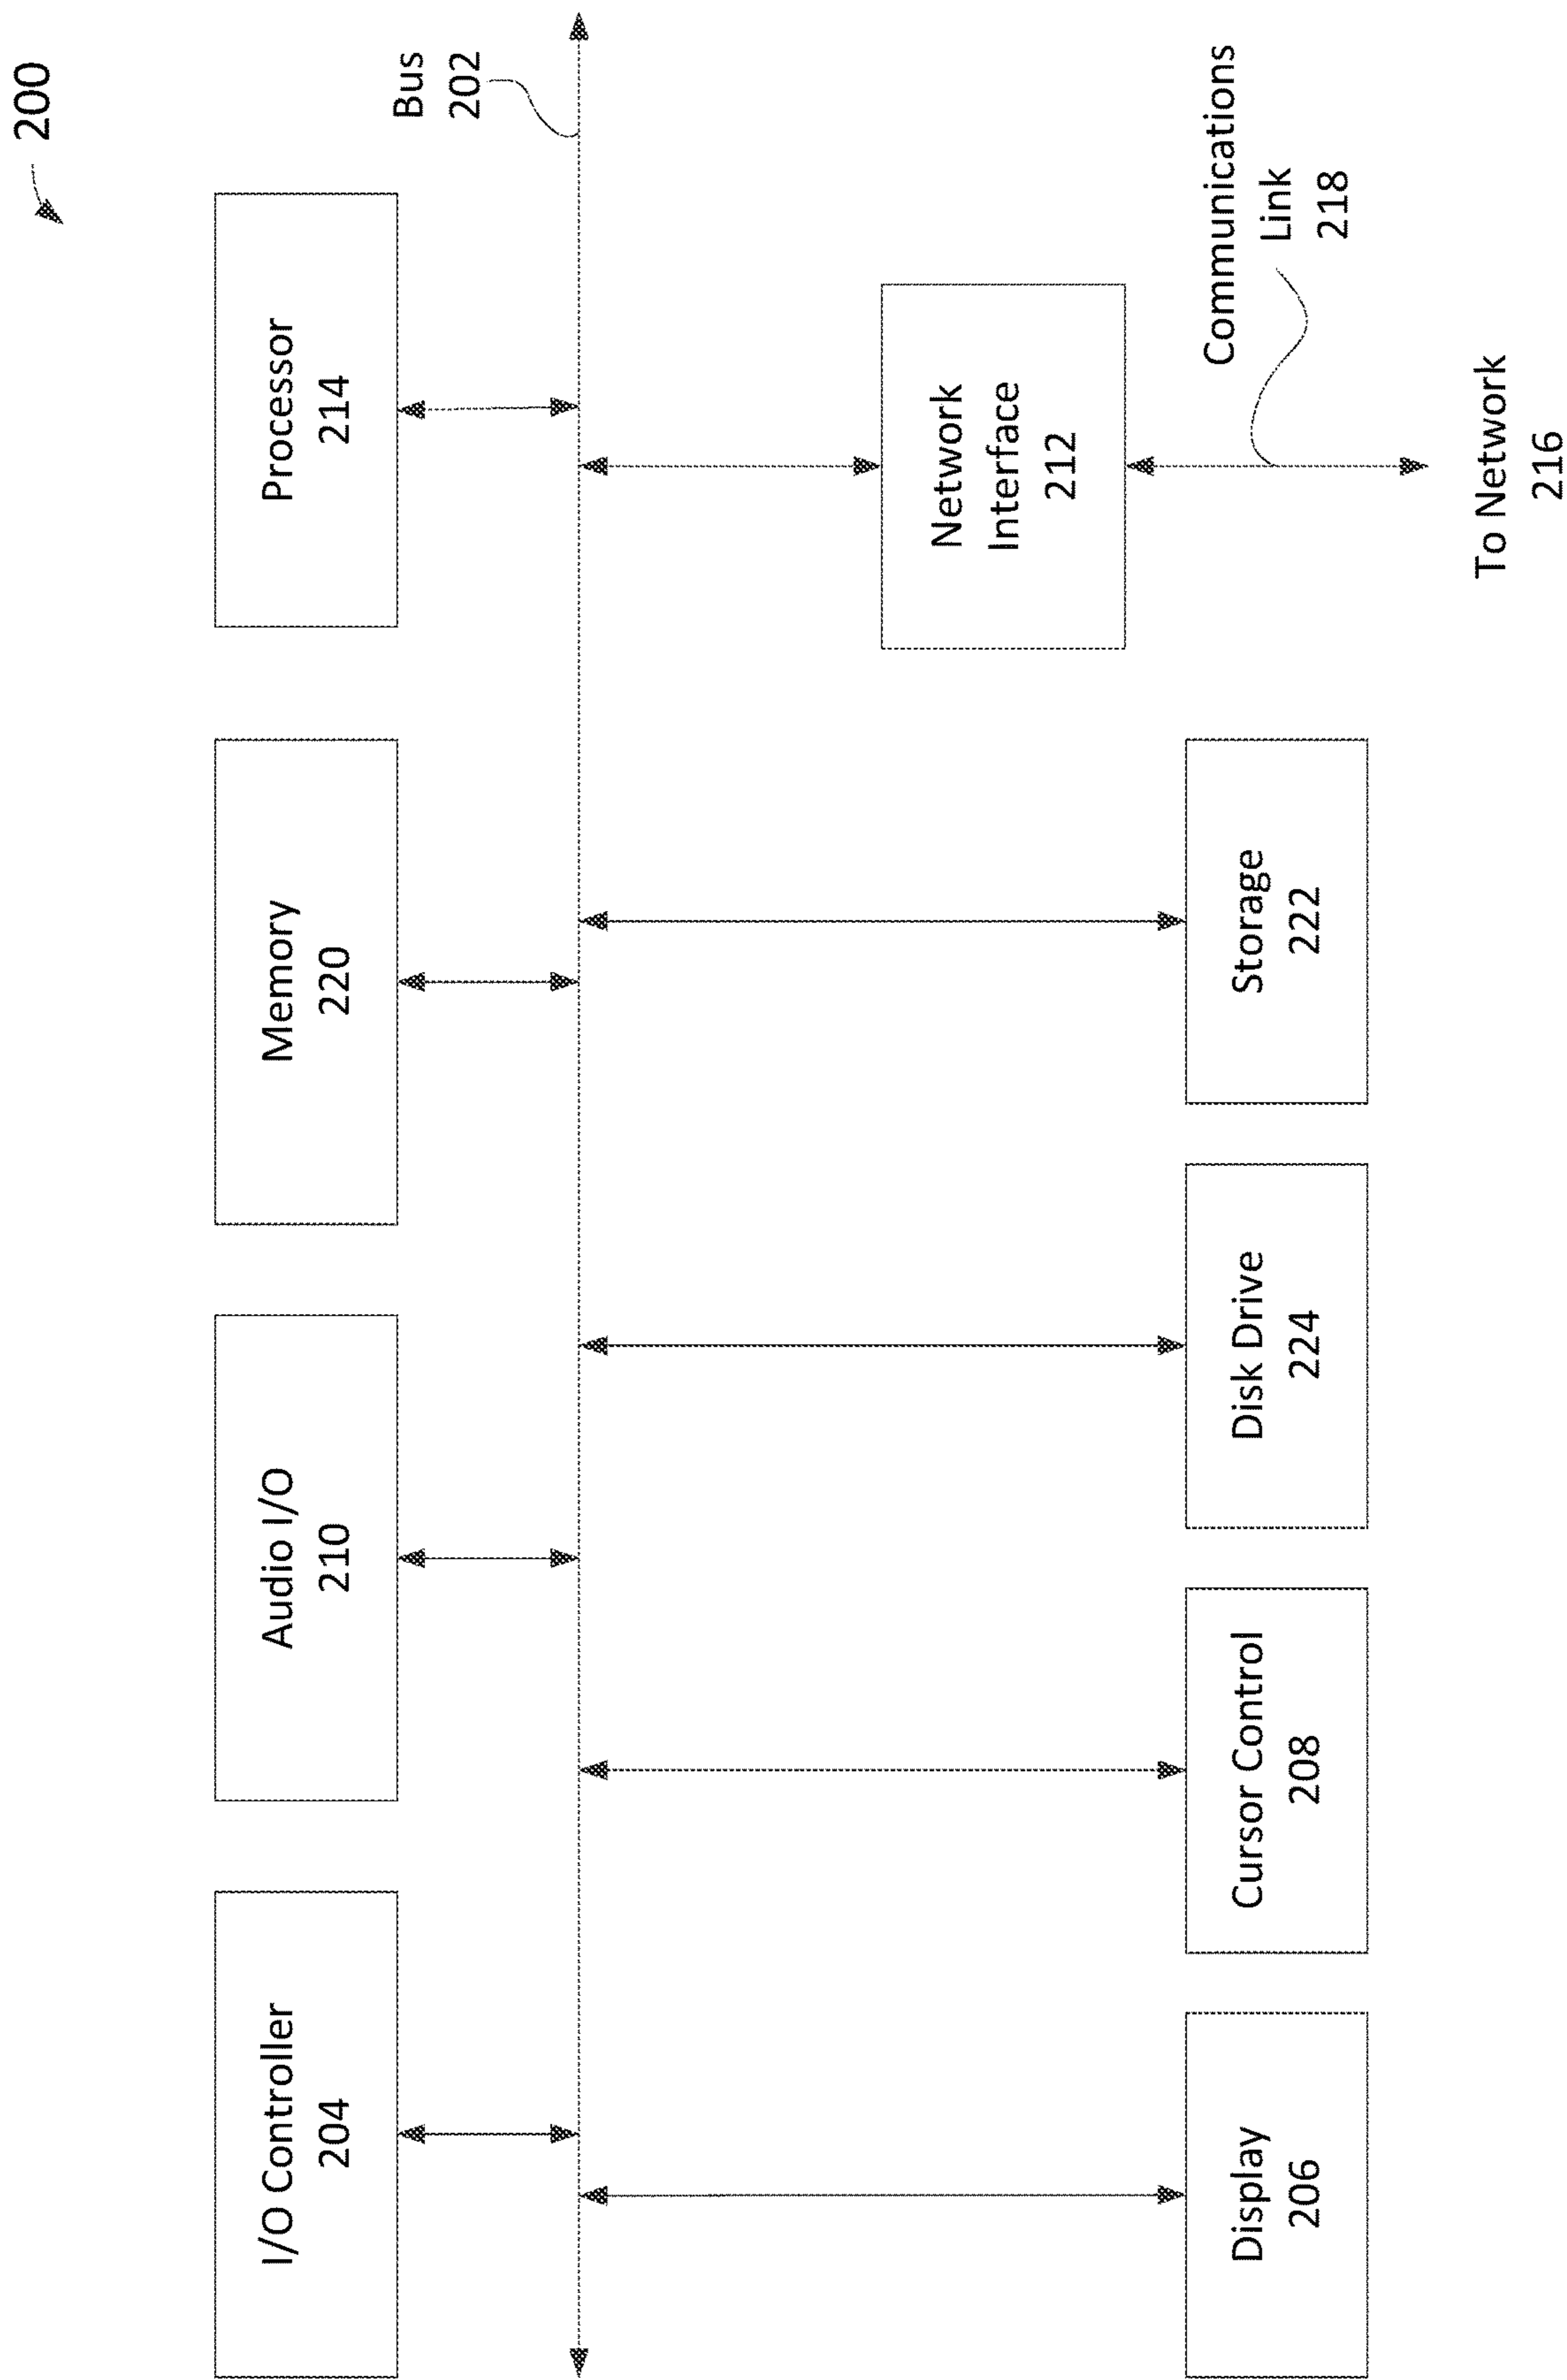 200
I/O Controller
204
Audio I/O
210
Memory
220
Processor
214
Bus
202
Network
Interface
212
Communications
Link
218
Display
206
Cursor Control
208
Disk Drive
224
Storage
222
To Network
216